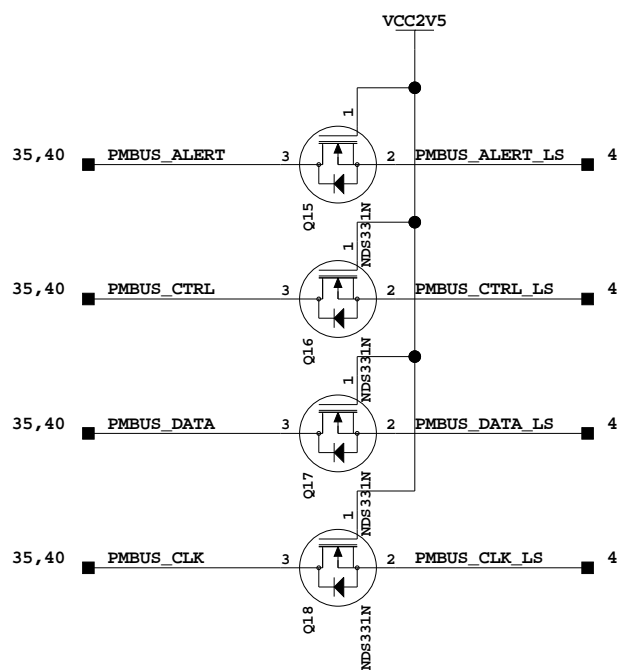 VCC2V5
1
35,40 PMBUS_ALERT 3 2 PMBUS_ALERT_LS 4
Q15
NDS331N
1
35,40 PMBUS_CTRL 3 2 PMBUS_CTRL_LS 4
Q16
NDS331N
1
35,40 PMBUS_DATA 3 2 PMBUS_DATA_LS 4
Q17
NDS331N
1
35,40 PMBUS_CLK 3 2 PMBUS_CLK_LS 4
Q18
NDS331N